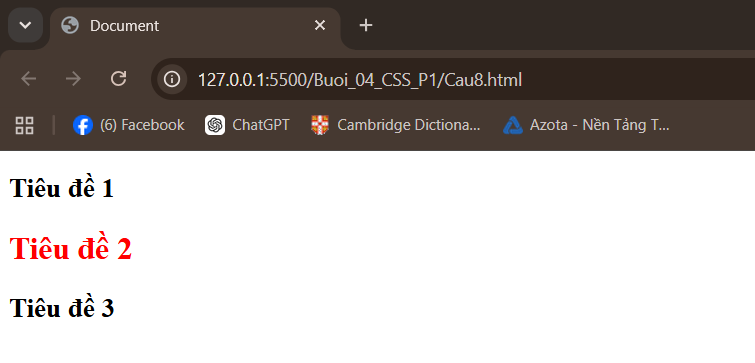 Document
127.0.0.1:5500/Buoi_04_CSS_P1/Cau8.html
(6) Facebook ChatGPT Cambridge Dictiona... Azota - Nền Tảng T...
Tiêu đề 1
Tiêu đề 2
Tiêu đề 3